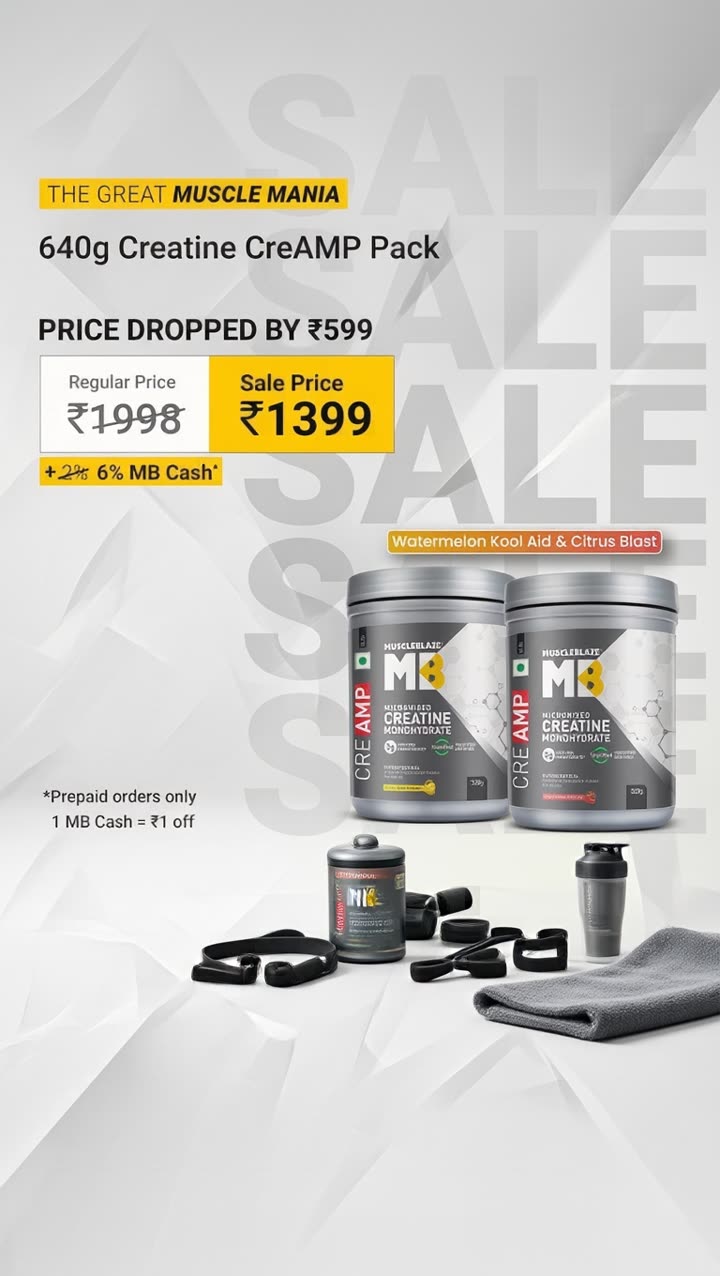 SALE
SALE
SALE
SALE
SALE
THE GREAT MUSCLE MANIA
640g Creatine CreAMP Pack
PRICE DROPPED BY ₹599
Regular Price
₹1998
Sale Price
₹1399
+ 2% 6% MB Cash*
Watermelon Kool Aid & Citrus Blast
MUSCLEBLAZE
MB
CREAMP
MICRONISED
CREATINE
MONOHYDRATE
MUSCLEBLAZE
MB
CREAMP
MICRONISED
CREATINE
MONOHYDRATE
*Prepaid orders only
1 MB Cash = ₹1 off